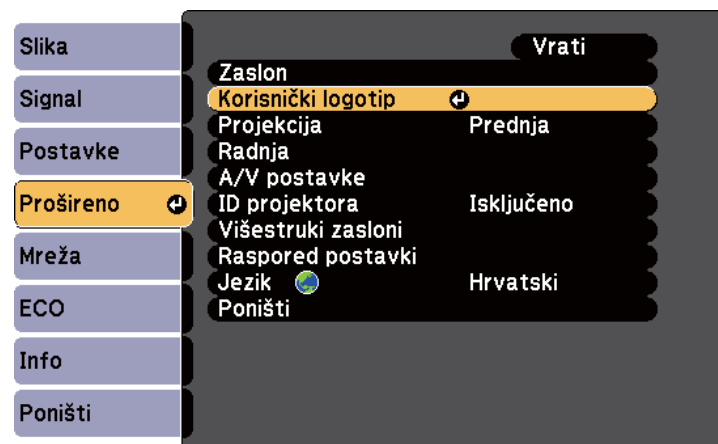 Slika
Signal
Postavke
Prošireno
Mreža
ECO
Info
Poništi
Vrati
Zaslon
Korisnički logotip
Projekcija Prednja
Radnja
A/V postavke
ID projektora Isključeno
Višestruki zasloni
Raspored postavki
Jezik Hrvatski
Poništi